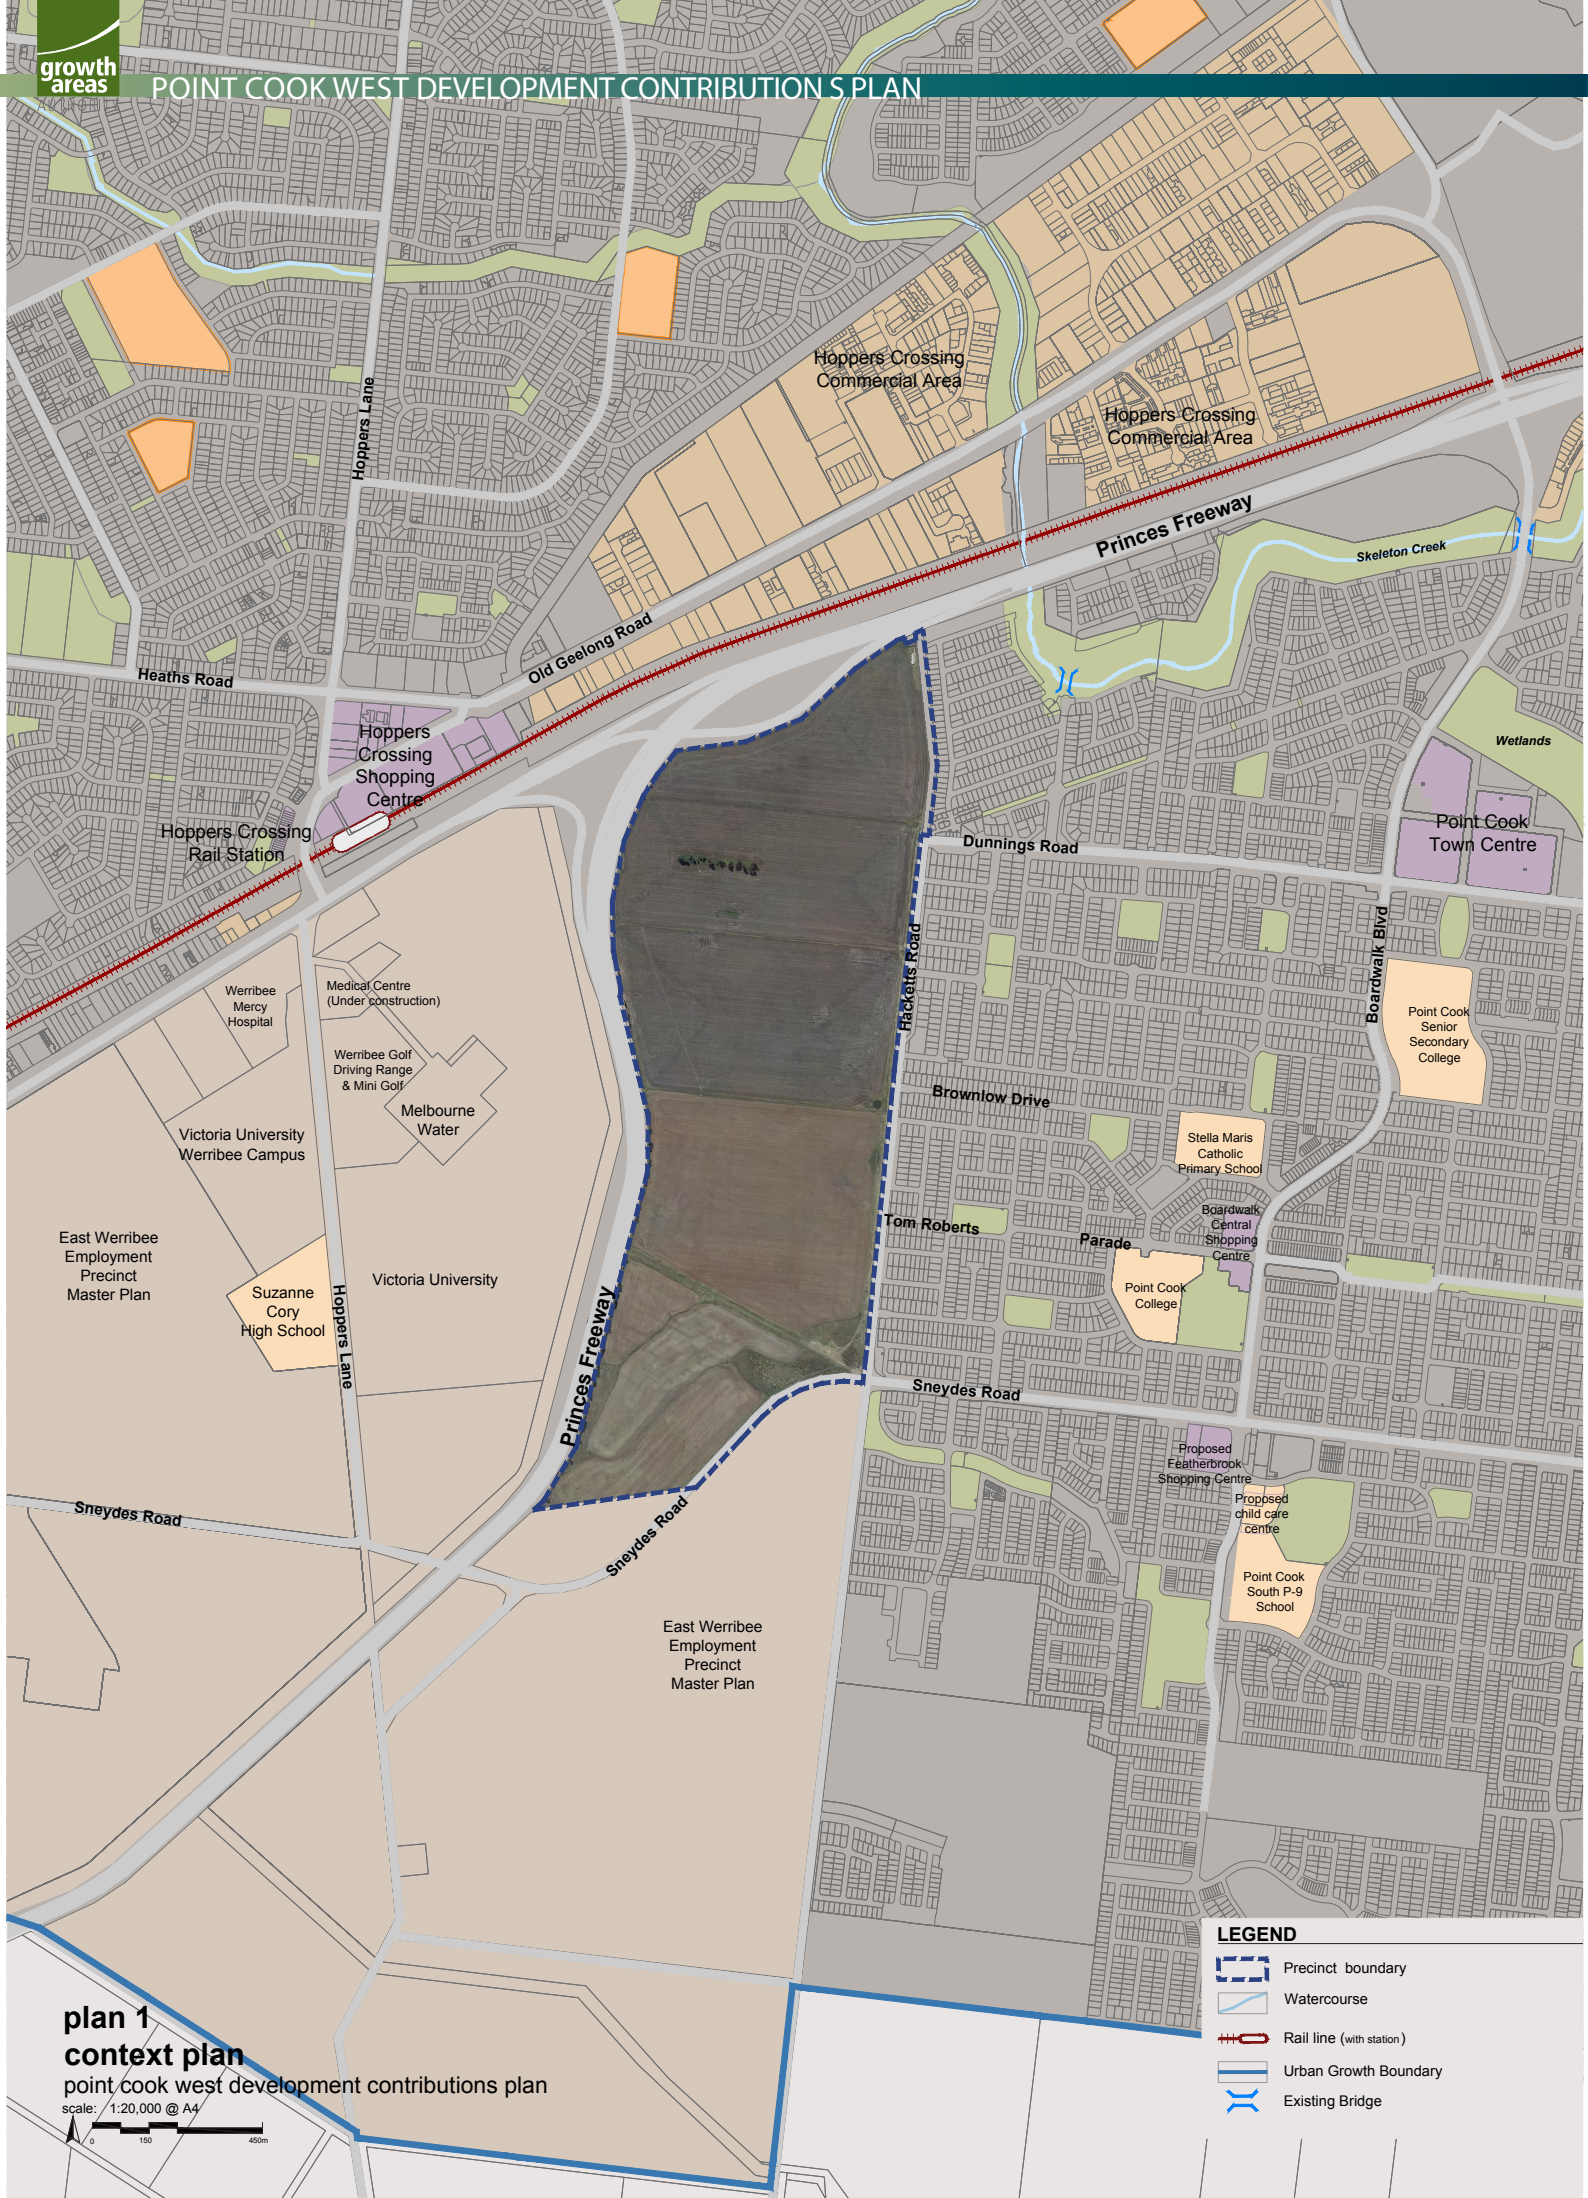 growth
areas
AUTHORITY
POINT COOK WEST DEVELOPMENT CONTRIBUTION S PLAN
Hoppers Lane
Hoppers Crossing
Commercial Area
Hoppers Crossing
Commercial Area
Princes Freeway
Skeleton Creek
Old Geelong Road
Heaths Road
Hoppers
Crossing
Shopping
Centre
Wetlands
Hoppers Crossing
Rail Station
Point Cook
Town Centre
Dunnings Road
Boardwalk Blvd
Hacketts Road
Werribee
Mercy
Hospital
Medical Centre
(Under construction)
Point Cook
Senior
Secondary
College
Werribee Golf
Driving Range
& Mini Golf
Melbourne
Water
Brownlow Drive
Victoria University
Werribee Campus
Stella Maris
Catholic
Primary School
Tom Roberts
Parade
Boardwalk
Central
Shopping
Centre
East Werribee
Employment
Precinct
Master Plan
Victoria University
Suzanne
Cory
High School
Hoppers Lane
Point Cook
College
Princes Freeway
Sneydes Road
Proposed
Featherbrook
Shopping Centre
Proposed
child care
centre
Sneydes Road
Sneydes Road
Point Cook
South P-9
School
East Werribee
Employment
Precinct
Master Plan
LEGEND
Precinct boundary
Watercourse
Rail line (with station)
Urban Growth Boundary
Existing Bridge
plan 1
context plan
point cook west development contributions plan
scale: 1:20,000 @ A4
0 150 450m